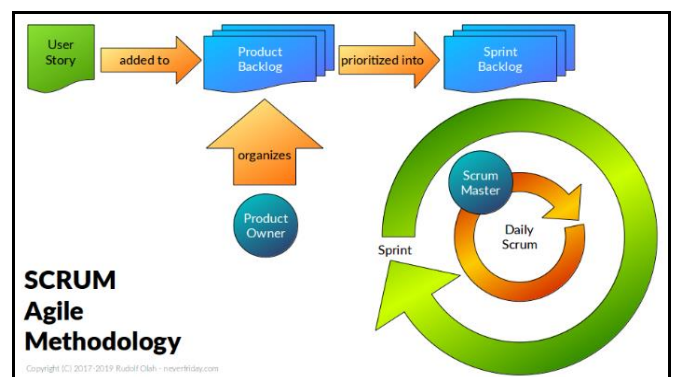 User
Story
added to
Product
Backlog
prioritized into
Sprint
Backlog
organizes
Product
Owner
Scrum
Master
Daily
Scrum
Sprint
SCRUM
Agile
Methodology
Copyright (C) 2017-2019 Rudolf Olah - neverfriday.com